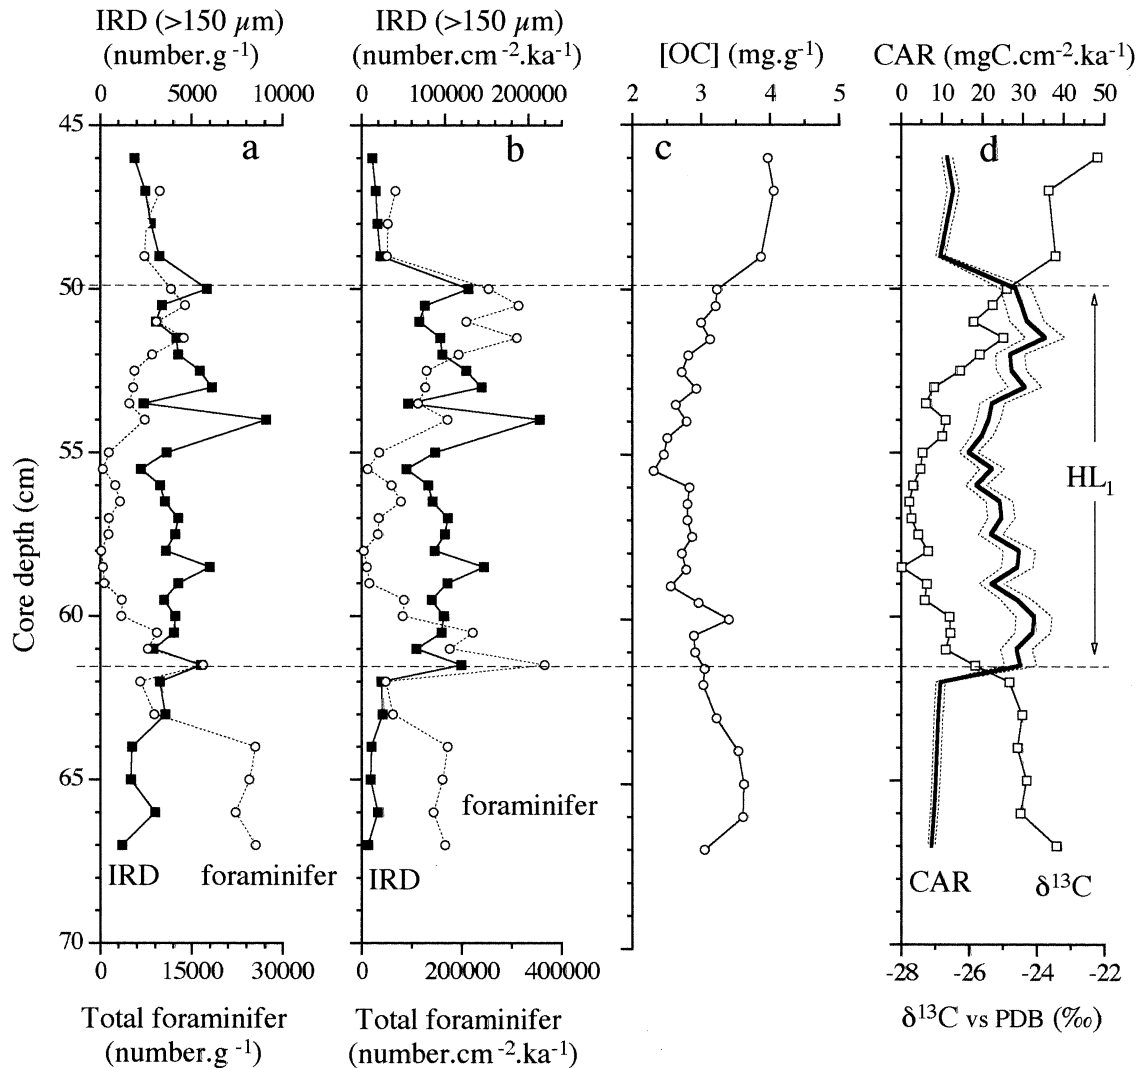 IRD (>150 µm)
(number.g -1)
IRD (>150 µm)
(number.cm-2.ka-1)
[OC] (mg.g-1)
CAR (mgC.cm-2.ka-1)
0 5000 10000
0 100000 200000
2 3 4 5
0 10 20 30 40 50
45
50
55
60
65
70
Core depth (cm)
a
b
c
d
HL1
IRD
foraminifer
foraminifer
IRD
CAR
δ13C
0 15000 30000
0 200000 400000
-28 -26 -24 -22
Total foraminifer
(number.g -1)
Total foraminifer
(number.cm-2.ka-1)
δ13C vs PDB (‰)